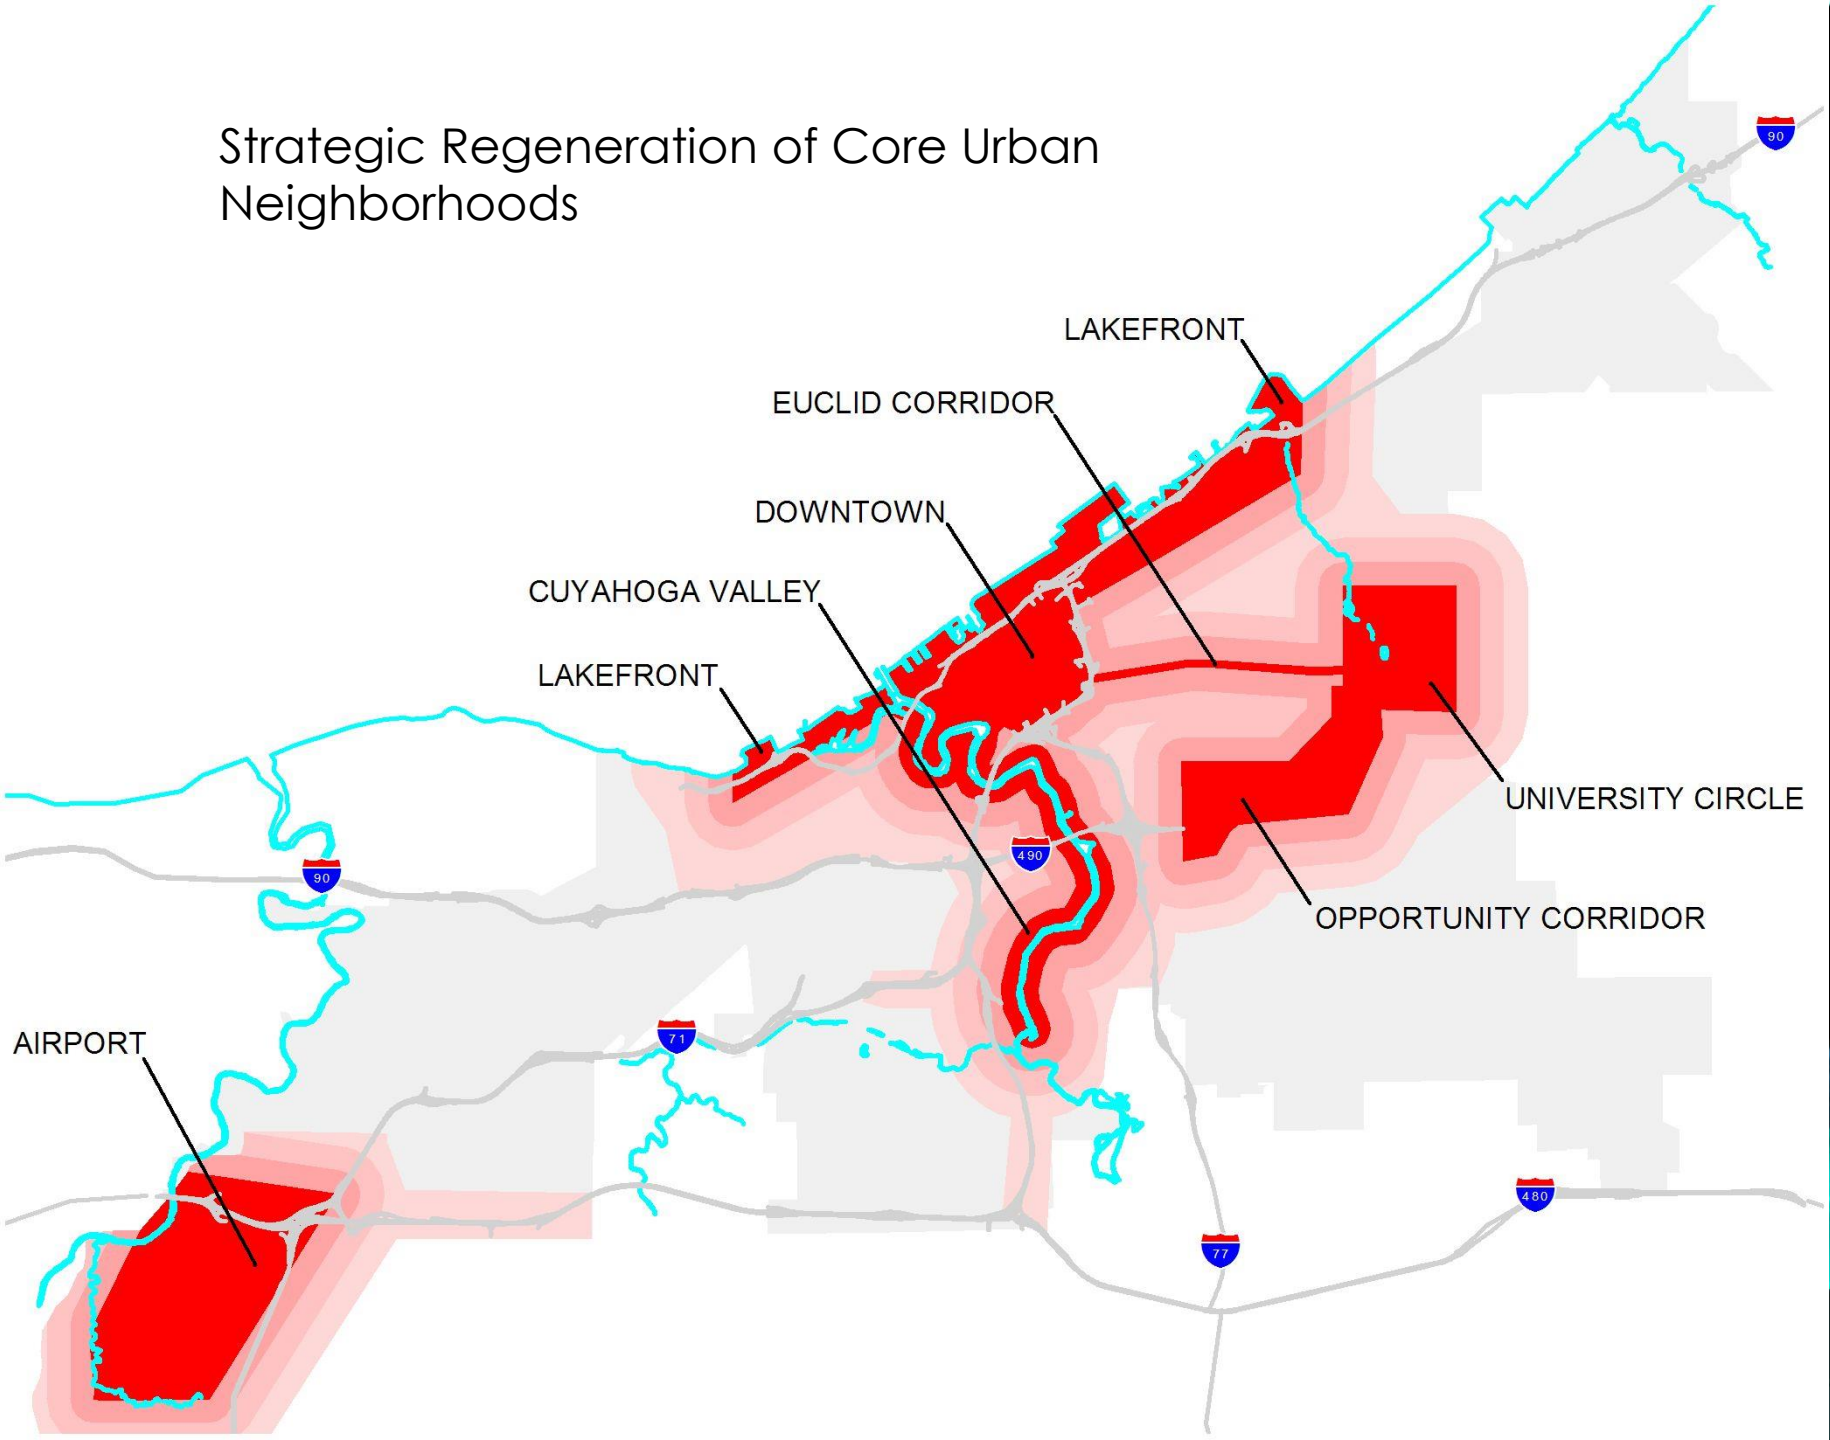 Strategic Regeneration of Core Urban
Neighborhoods
90
LAKEFRONT
EUCLID CORRIDOR
DOWNTOWN
CUYAHOGA VALLEY
LAKEFRONT
UNIVERSITY CIRCLE
490
90
OPPORTUNITY CORRIDOR
71
AIRPORT
480
77